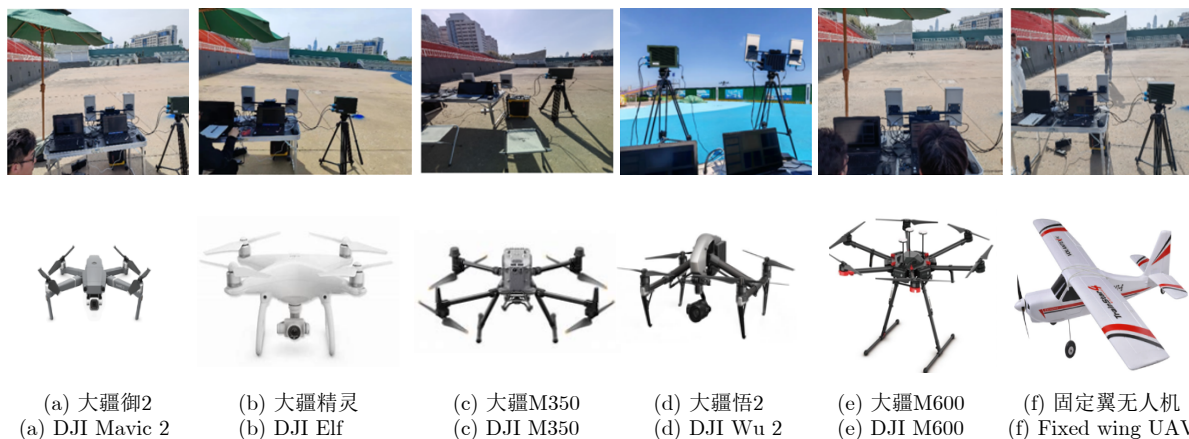 (a) 大疆御2
(a) DJI Mavic 2
(b) 大疆精灵
(b) DJI Elf
(c) 大疆M350
(c) DJI M350
(d) 大疆悟2
(d) DJI Wu 2
(e) 大疆M600
(e) DJI M600
(f) 固定翼无人机
(f) Fixed wing UAV